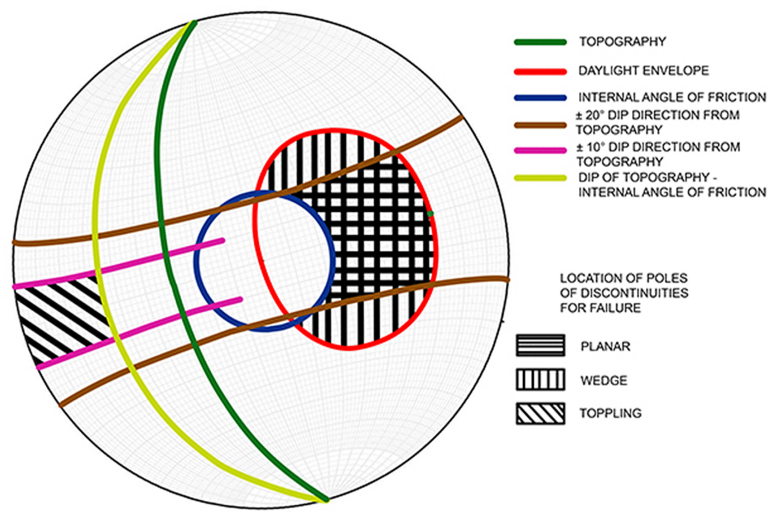 TOPOGRAPHY
DAYLIGHT ENVELOPE
INTERNAL ANGLE OF FRICTION
± 20° DIP DIRECTION FROM
TOPOGRAPHY
± 10° DIP DIRECTION FROM
TOPOGRAPHY
DIP OF TOPOGRAPHY -
INTERNAL ANGLE OF FRICTION
LOCATION OF POLES
OF DISCONTINUITIES
FOR FAILURE
PLANAR
WEDGE
TOPPLING